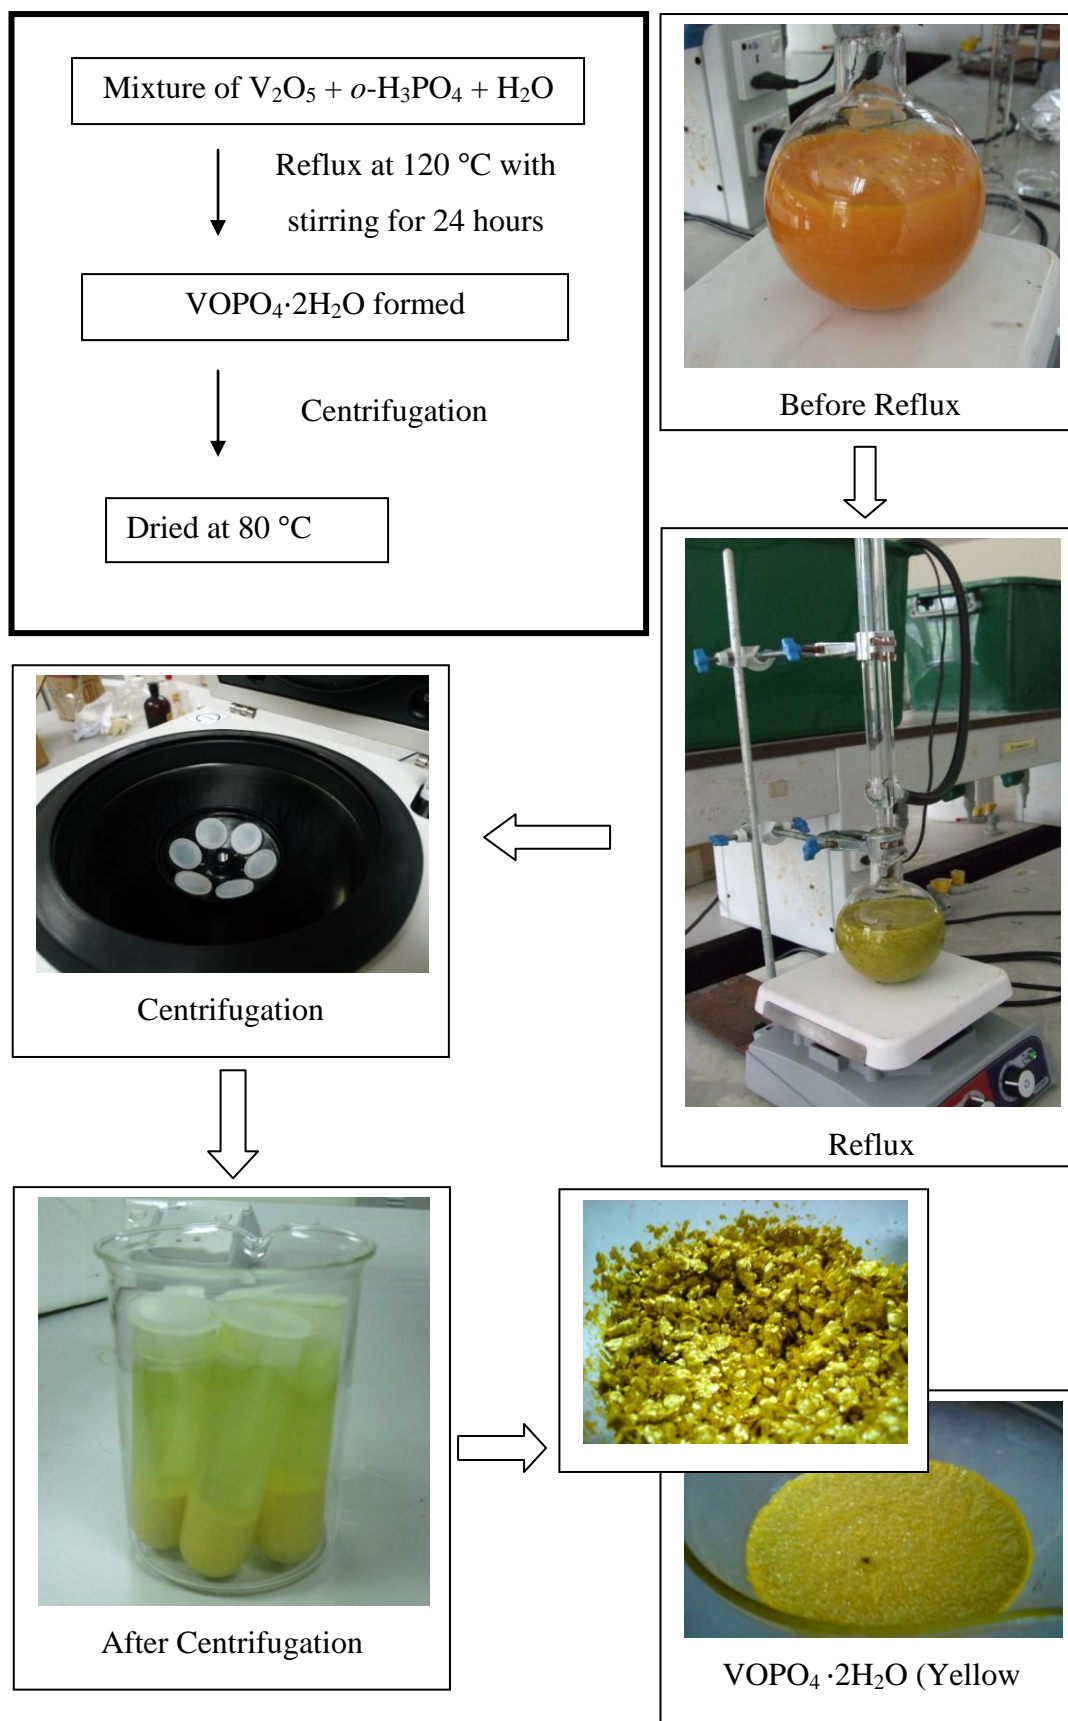 Mixture of V₂O₅ + o-H₃PO₄ + H₂O
Reflux at 120 °C with
stirring for 24 hours
VOPO₄·2H₂O formed
Centrifugation
Dried at 80 °C
Before Reflux
Reflux
Centrifugation
After Centrifugation
VOPO₄ ·2H₂O (Yellow